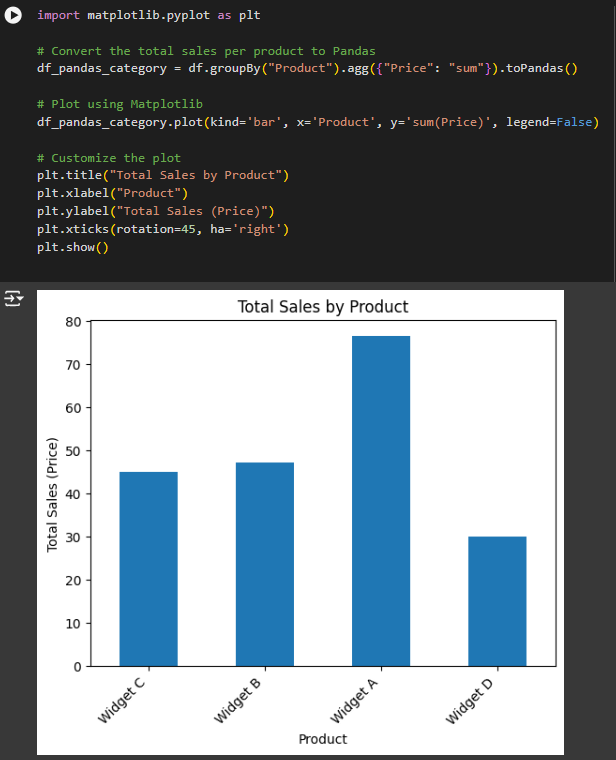 import matplotlib.pyplot as plt
# Convert the total sales per product to Pandas
df_pandas_category = df.groupBy("Product").agg({"Price": "sum"}).toPandas()
# Plot using Matplotlib
df_pandas_category.plot(kind='bar', x='Product', y='sum(Price)', legend=False)
# Customize the plot
plt.title("Total Sales by Product")
plt.xlabel("Product")
plt.ylabel("Total Sales (Price)")
plt.xticks(rotation=45, ha='right')
plt.show()
Total Sales by Product
80
70
60
50
40
30
20
10
0
Total Sales (Price)
Widget C
Widget B
Widget A
Widget D
Product